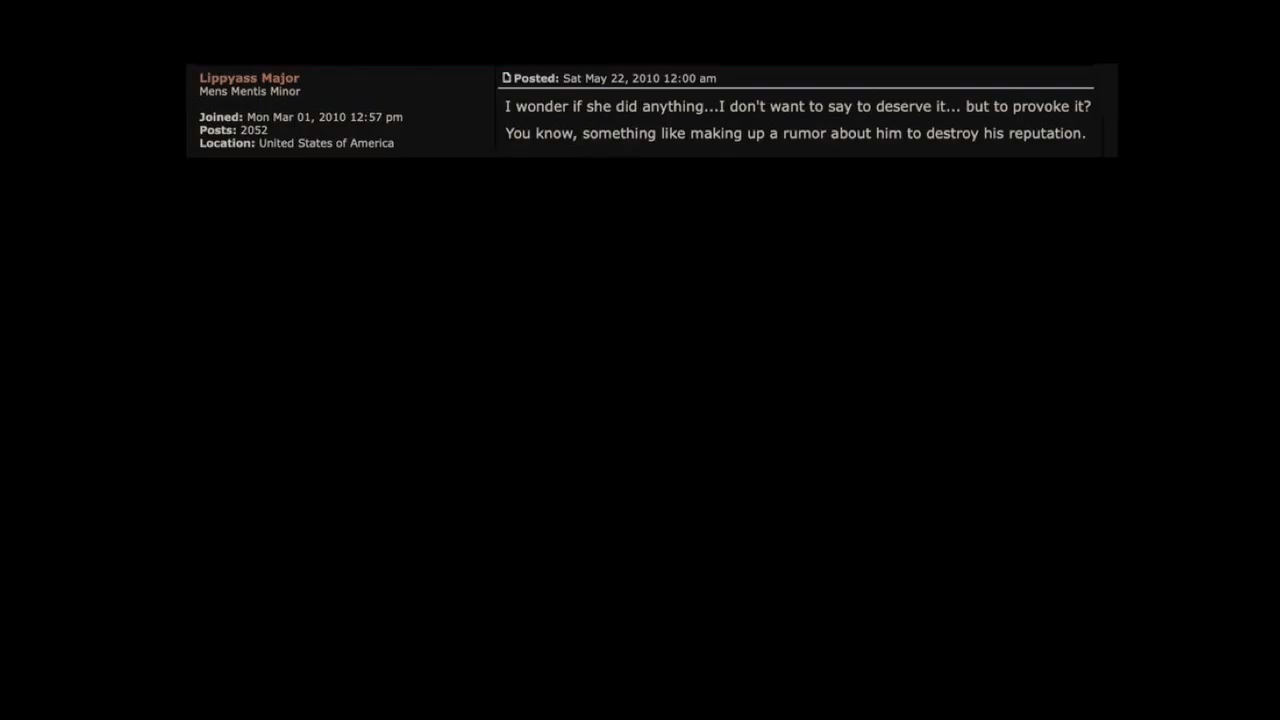 Lippyass Major
Mens Mentis Minor
Joined: Mon Mar 01, 2010 12:57 pm
Posts: 2052
Location: United States of America
Posted: Sat May 22, 2010 12:00 am
I wonder if she did anything...I don't want to say to deserve it... but to provoke it?
You know, something like making up a rumor about him to destroy his reputation.